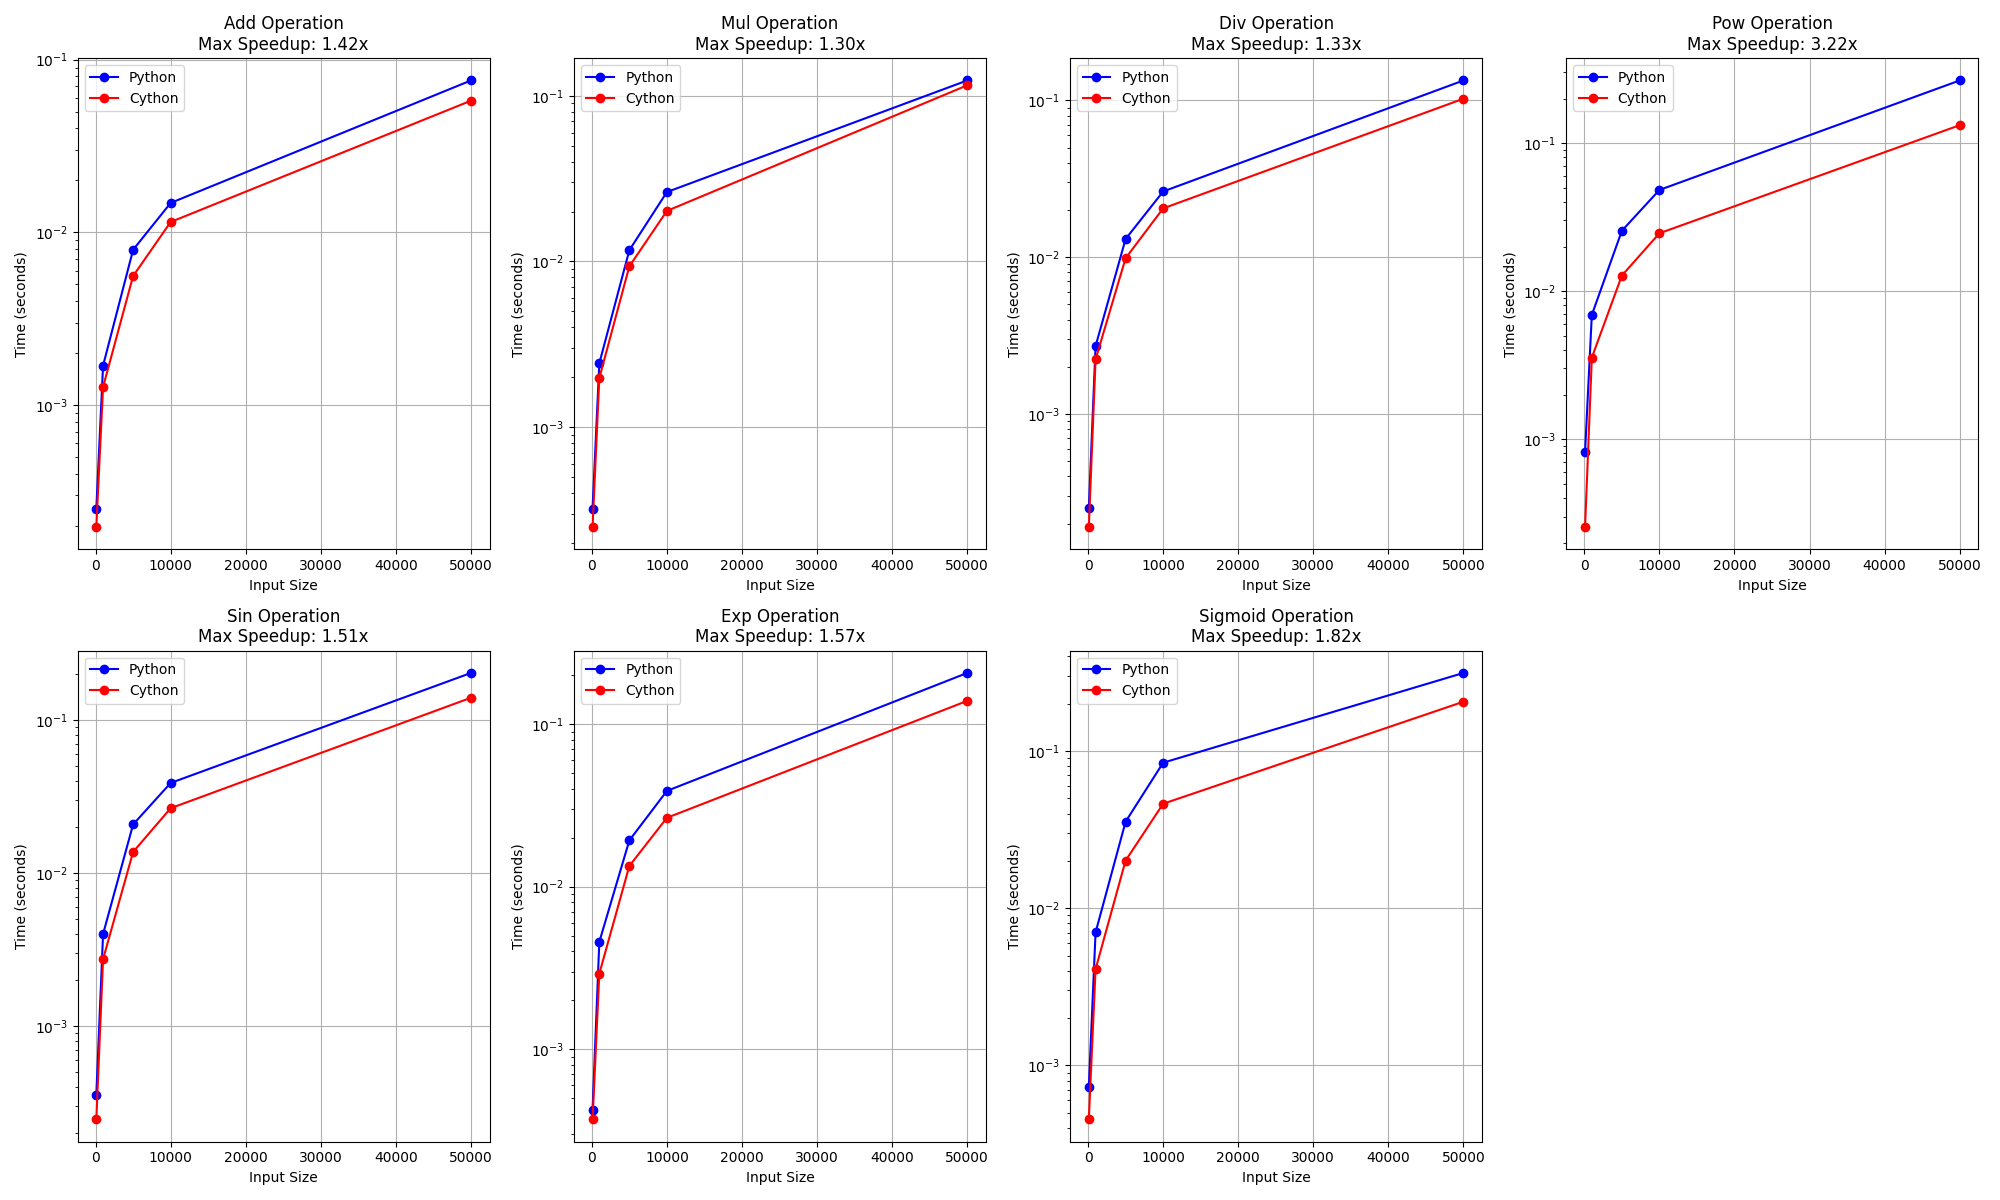 Add Operation
Max Speedup: 1.42x
Python
Cython
10⁻¹
10⁻²
10⁻³
Time (seconds)
0 10000 20000 30000 40000 50000
Input Size
Mul Operation
Max Speedup: 1.30x
Python
Cython
10⁻¹
10⁻²
10⁻³
Time (seconds)
0 10000 20000 30000 40000 50000
Input Size
Div Operation
Max Speedup: 1.33x
Python
Cython
10⁻¹
10⁻²
10⁻³
Time (seconds)
0 10000 20000 30000 40000 50000
Input Size
Pow Operation
Max Speedup: 3.22x
Python
Cython
10⁻¹
10⁻²
10⁻³
Time (seconds)
0 10000 20000 30000 40000 50000
Input Size
Sin Operation
Max Speedup: 1.51x
Python
Cython
10⁻¹
10⁻²
10⁻³
Time (seconds)
0 10000 20000 30000 40000 50000
Input Size
Exp Operation
Max Speedup: 1.57x
Python
Cython
10⁻¹
10⁻²
10⁻³
Time (seconds)
0 10000 20000 30000 40000 50000
Input Size
Sigmoid Operation
Max Speedup: 1.82x
Python
Cython
10⁻¹
10⁻²
10⁻³
Time (seconds)
0 10000 20000 30000 40000 50000
Input Size